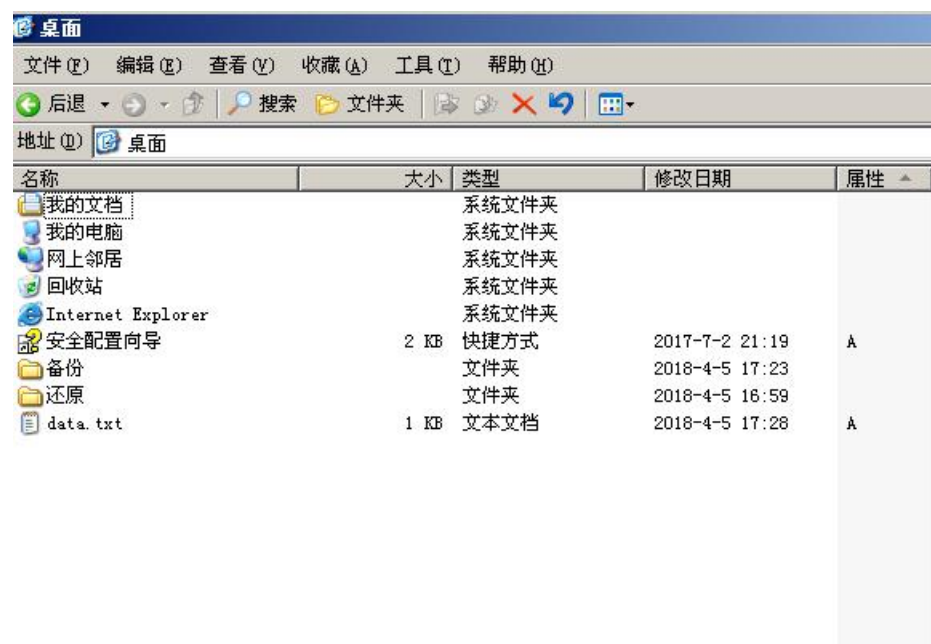 桌面
文件(F) 编辑(E) 查看(V) 收藏(A) 工具(T) 帮助(H)
后退 搜索 文件夹
地址(D) 桌面
名称 大小 类型 修改日期 属性
我的文档 系统文件夹
我的电脑 系统文件夹
网上邻居 系统文件夹
回收站 系统文件夹
Internet Explorer 系统文件夹
安全配置向导 2 KB 快捷方式 2017-7-2 21:19 A
备份 文件夹 2018-4-5 17:23
还原 文件夹 2018-4-5 16:59
data.txt 1 KB 文本文档 2018-4-5 17:28 A